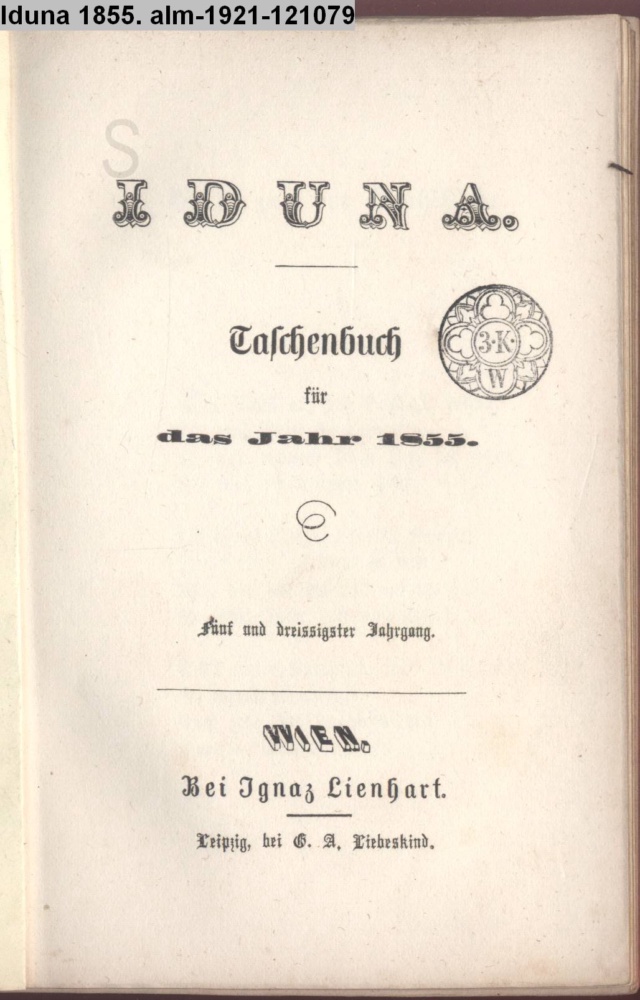 Iduna 1855. alm-1921-121079
S
IDUNA.
Taschenbuch
3·K·
W
für
das Jahr 1855.
Fünf und dreissigster Jahrgang.
WIEN.
Bei Ignaz Lienhart.
Leipzig, bei G. A. Liebeskind.